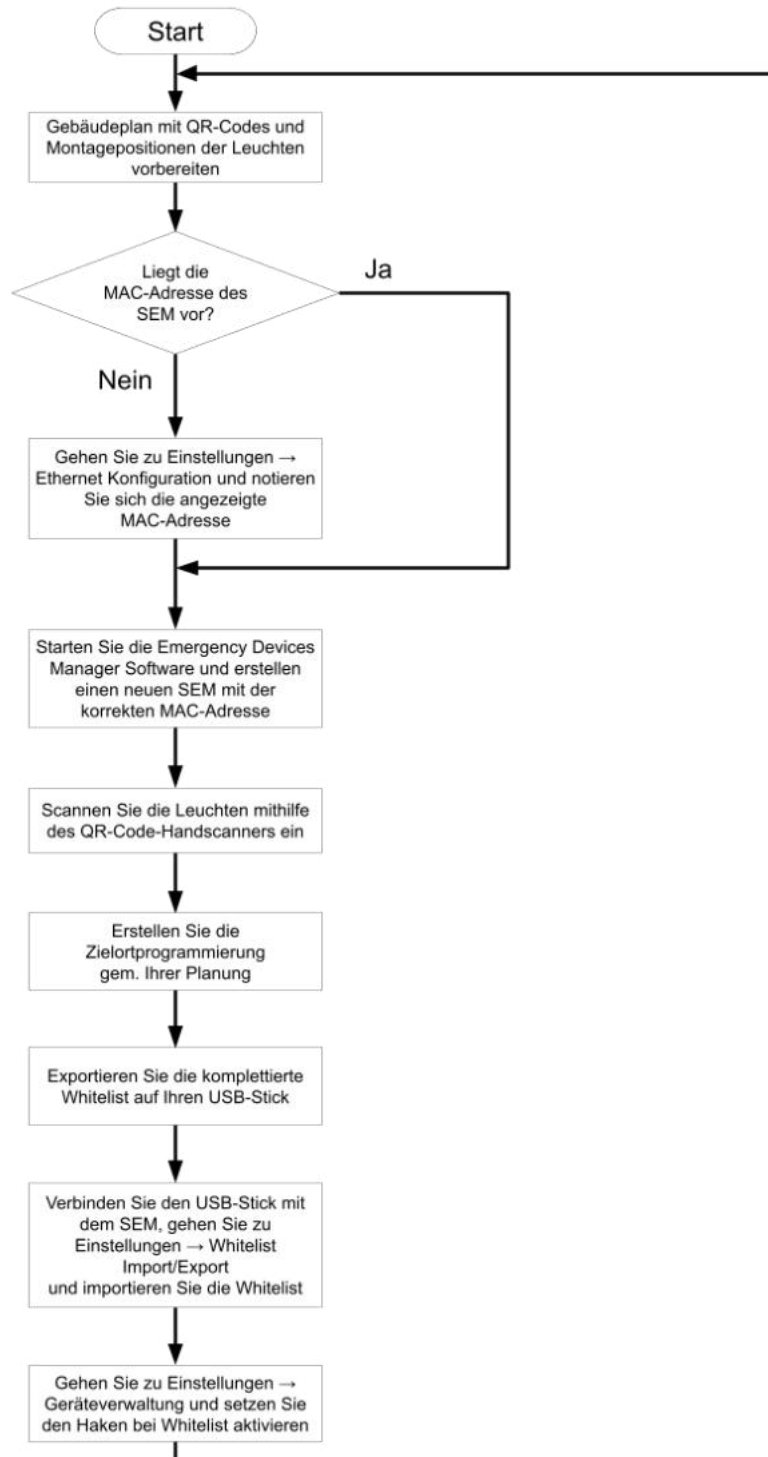 Start
Gebäudeplan mit QR-Codes und
Montagepositionen der Leuchten
vorbereiten
Liegt die
MAC-Adresse des
SEM vor?
Ja
Nein
Gehen Sie zu Einstellungen →
Ethernet Konfiguration und notieren
Sie sich die angezeigte
MAC-Adresse
Starten Sie die Emergency Devices
Manager Software und erstellen
einen neuen SEM mit der
korrekten MAC-Adresse
Scannen Sie die Leuchten mithilfe
des QR-Code-Handscanners ein
Erstellen Sie die
Zielortprogrammierung
gem. Ihrer Planung
Exportieren Sie die komplettierte
Whitelist auf Ihren USB-Stick
Verbinden Sie den USB-Stick mit
dem SEM, gehen Sie zu
Einstellungen → Whitelist
Import/Export
und importieren Sie die Whitelist
Gehen Sie zu Einstellungen →
Geräteverwaltung und setzen Sie
den Haken bei Whitelist aktivieren